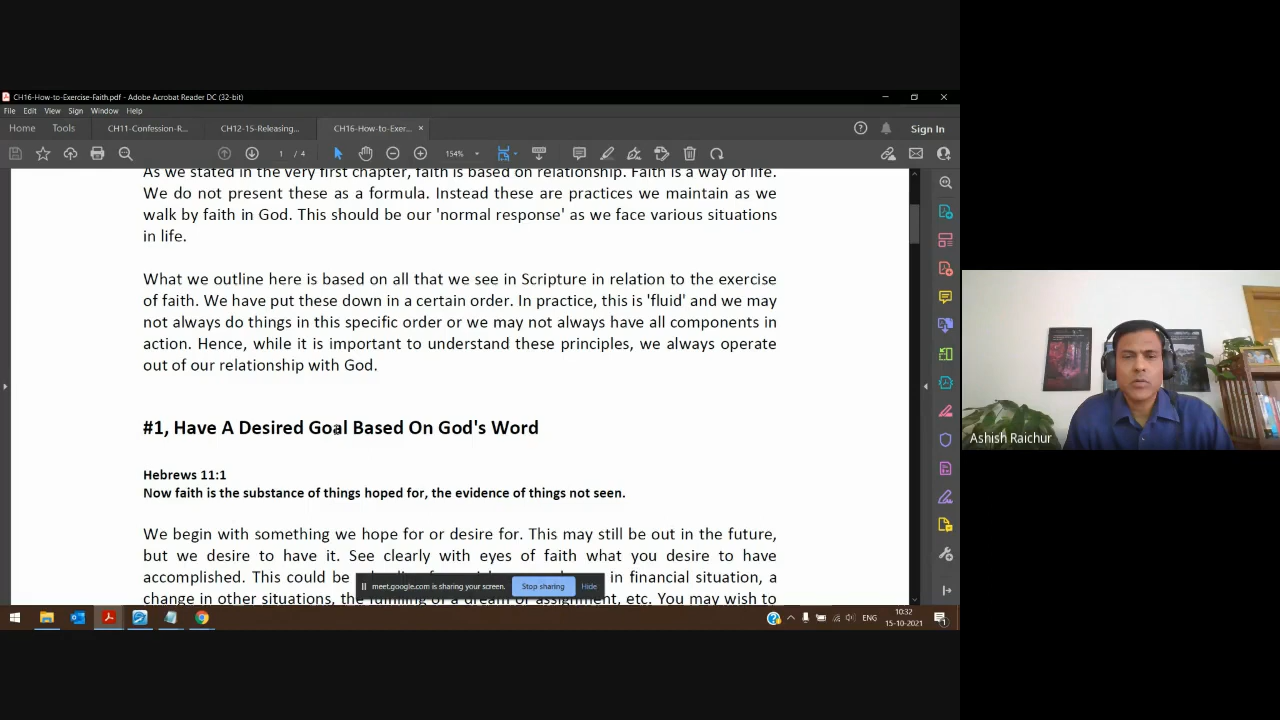 CH16-How-to-Exercise-Faith.pdf - Adobe Acrobat Reader DC (32-bit)
File Edit View Sign Window Help
Home Tools CH11-Confession-R... CH12-15-Releasing... CH16-How-to-Exer... × Sign In
1 / 4 154%
As we stated in the very first chapter, faith is based on relationship. Faith is a way of life.
We do not present these as a formula. Instead these are practices we maintain as we
walk by faith in God. This should be our 'normal response' as we face various situations
in life.
What we outline here is based on all that we see in Scripture in relation to the exercise
of faith. We have put these down in a certain order. In practice, this is 'fluid' and we may
not always do things in this specific order or we may not always have all components in
action. Hence, while it is important to understand these principles, we always operate
out of our relationship with God.
#1, Have A Desired Goal Based On God's Word
Hebrews 11:1
Now faith is the substance of things hoped for, the evidence of things not seen.
We begin with something we hope for or desire for. This may still be out in the future,
but we desire to have it. See clearly with eyes of faith what you desire to have
accomplished. This could be in financial situation, a
meet.google.com is sharing your screen. Stop sharing Hide
change in other situations, the etc. You may wish to
Ashish Raichur
ENG
10:32
15-10-2021